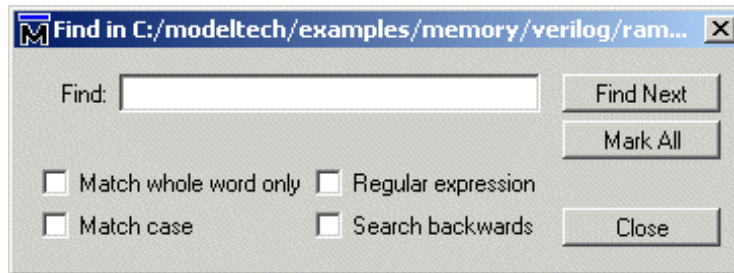 Find in C:/modeltech/examples/memory/verilog/ram...
Find:
Find Next
Mark All
Match whole word only
Regular expression
Match case
Search backwards
Close